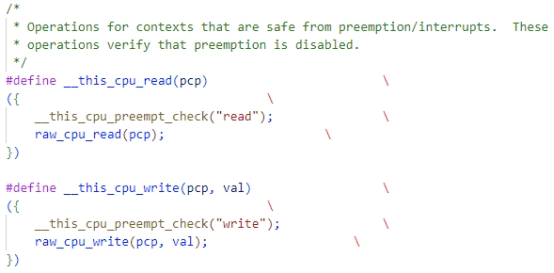 /*
 * Operations for contexts that are safe from preemption/interrupts.  These
 * operations verify that preemption is disabled.
 */
#define __this_cpu_read(pcp)						\
({									\
	__this_cpu_preempt_check("read");				\
	raw_cpu_read(pcp);						\
})

#define __this_cpu_write(pcp, val)					\
({									\
	__this_cpu_preempt_check("write");				\
	raw_cpu_write(pcp, val);					\
})